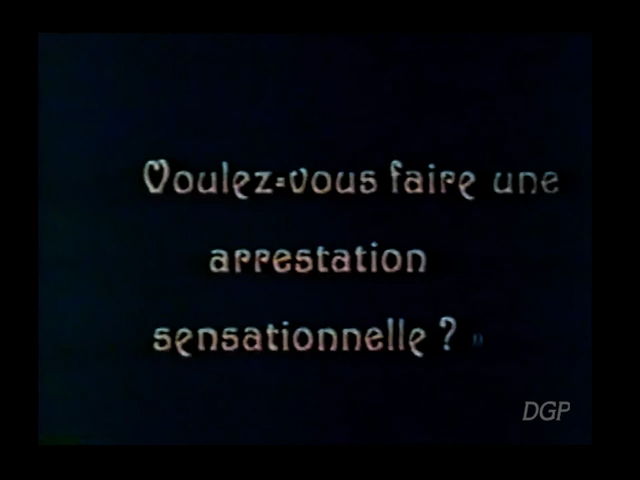 Voulez-vous faire une
arrestation
sensationnelle ? »
DGP